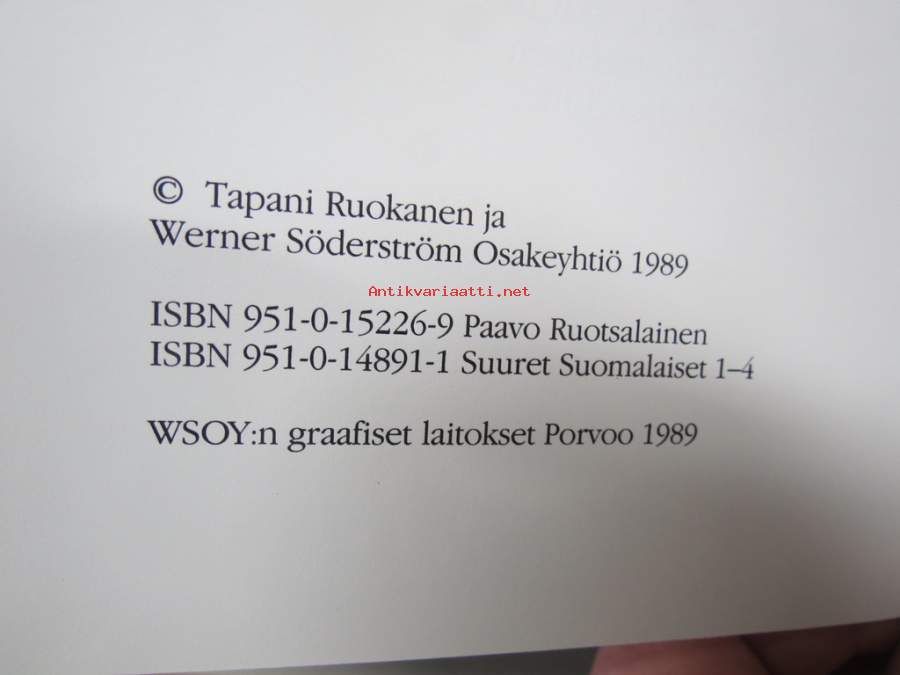 © Tapani Ruokanen ja
Werner Söderström Osakeyhtiö 1989
Antikvariaatti.net
ISBN 951-0-15226-9 Paavo Ruotsalainen
ISBN 951-0-14891-1 Suuret Suomalaiset 1–4
WSOY:n graafiset laitokset Porvoo 1989